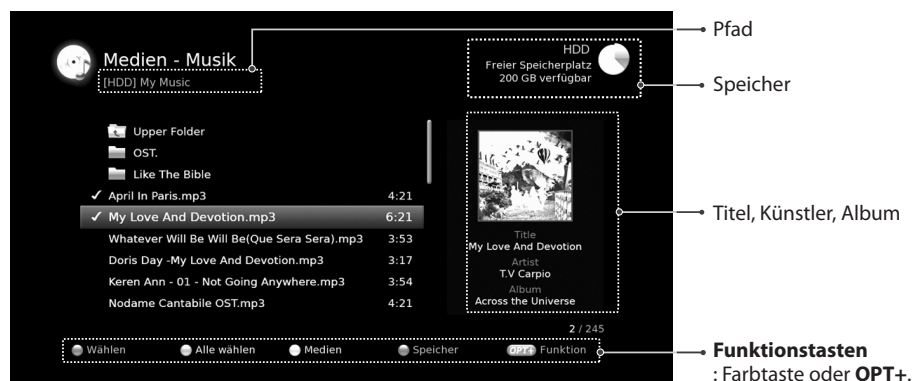 Medien - Musik
[HDD] My Music
HDD
Freier Speicherplatz
200 GB verfügbar
Upper Folder
OST.
Like The Bible
April In Paris.mp3 4:21
My Love And Devotion.mp3 6:21
Whatever Will Be Will Be(Que Sera Sera).mp3 3:53
Doris Day -My Love And Devotion.mp3 3:17
Keren Ann - 01 - Not Going Anywhere.mp3 3:54
Nodame Cantabile OST.mp3 4:21
Title
My Love And Devotion
Artist
T.V Carpio
Album
Across the Universe
2 / 245
Wählen Alle wählen Medien Speicher OPT+ Funktion
Pfad
Speicher
Titel, Künstler, Album
Funktionstasten
: Farbtaste oder OPT+.